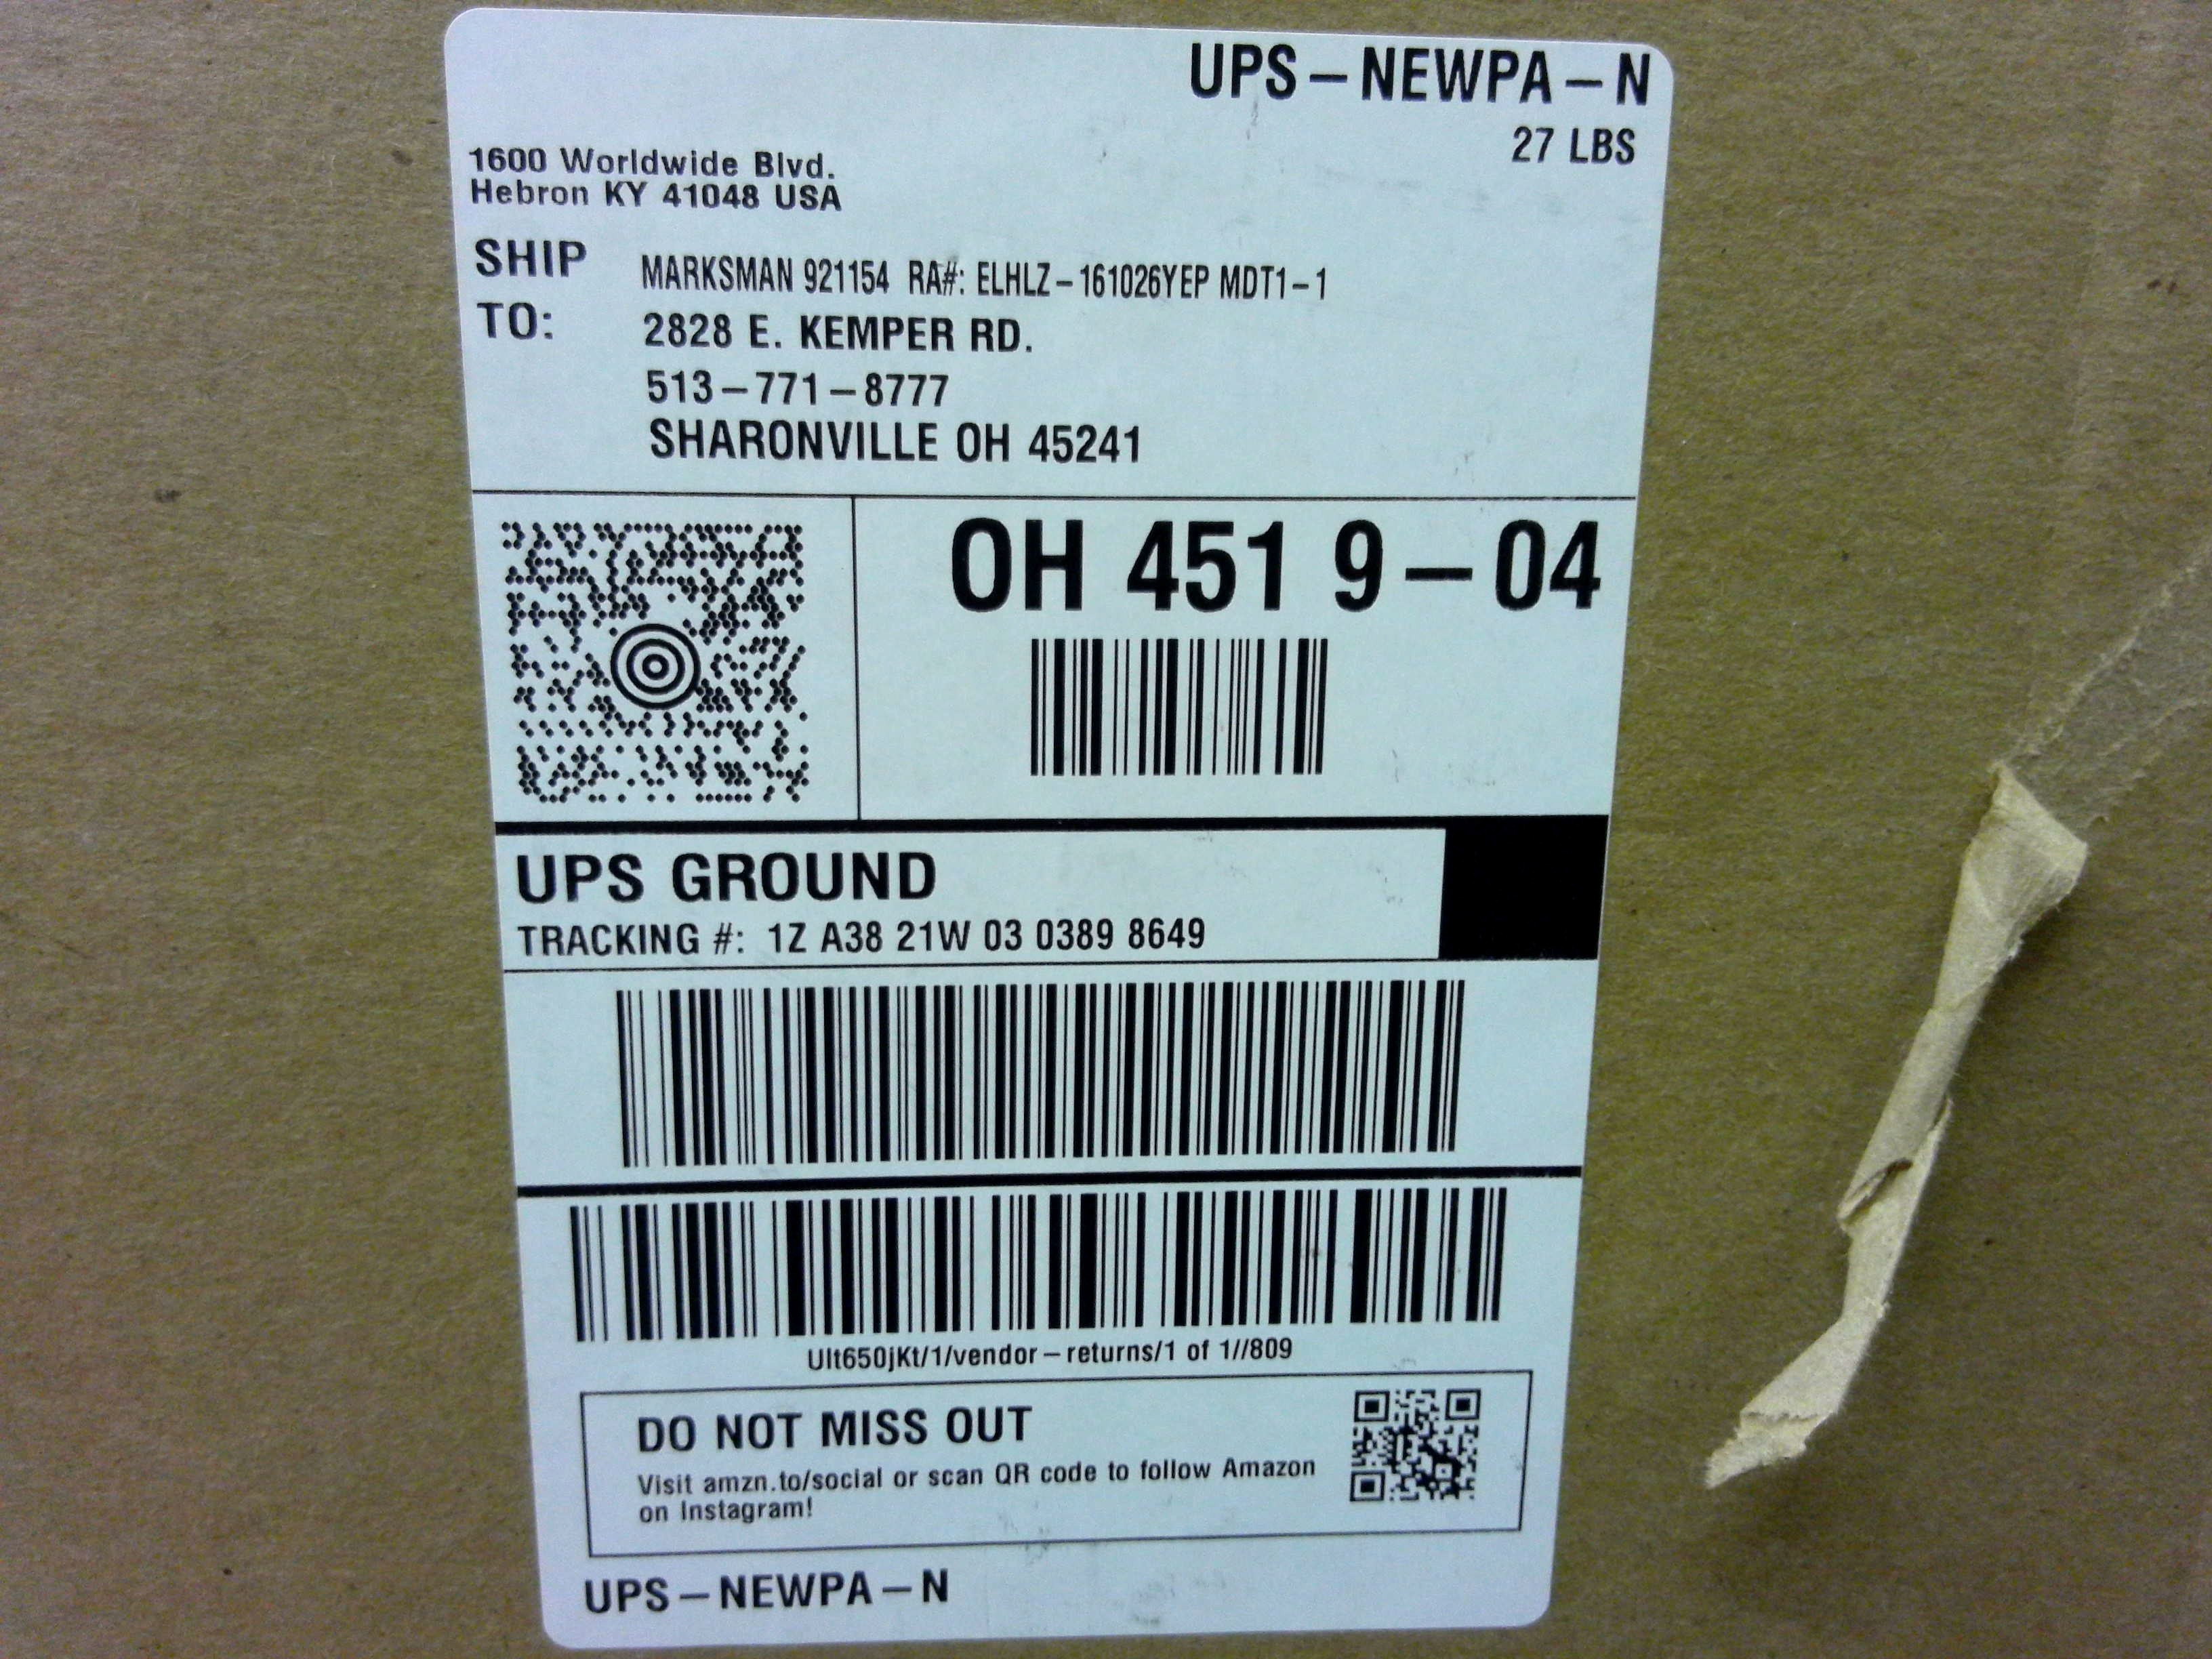 UPS-NEWPA-N
27 LBS
1600 Worldwide Blvd.
Hebron KY 41048 USA
SHIP TO:
MARKSMAN 921154 RA#: ELHLZ-161026YEP MDT1-1
2828 E. KEMPER RD.
513-771-8777
SHARONVILLE OH 45241
OH 451 9-04
UPS GROUND
TRACKING #: 1Z A38 21W 03 0389 8649
UIt650jKt/1/vendor-returns/1 of 1//809
DO NOT MISS OUT
Visit amzn.to/social or scan QR code to follow Amazon
on Instagram!
UPS-NEWPA-N